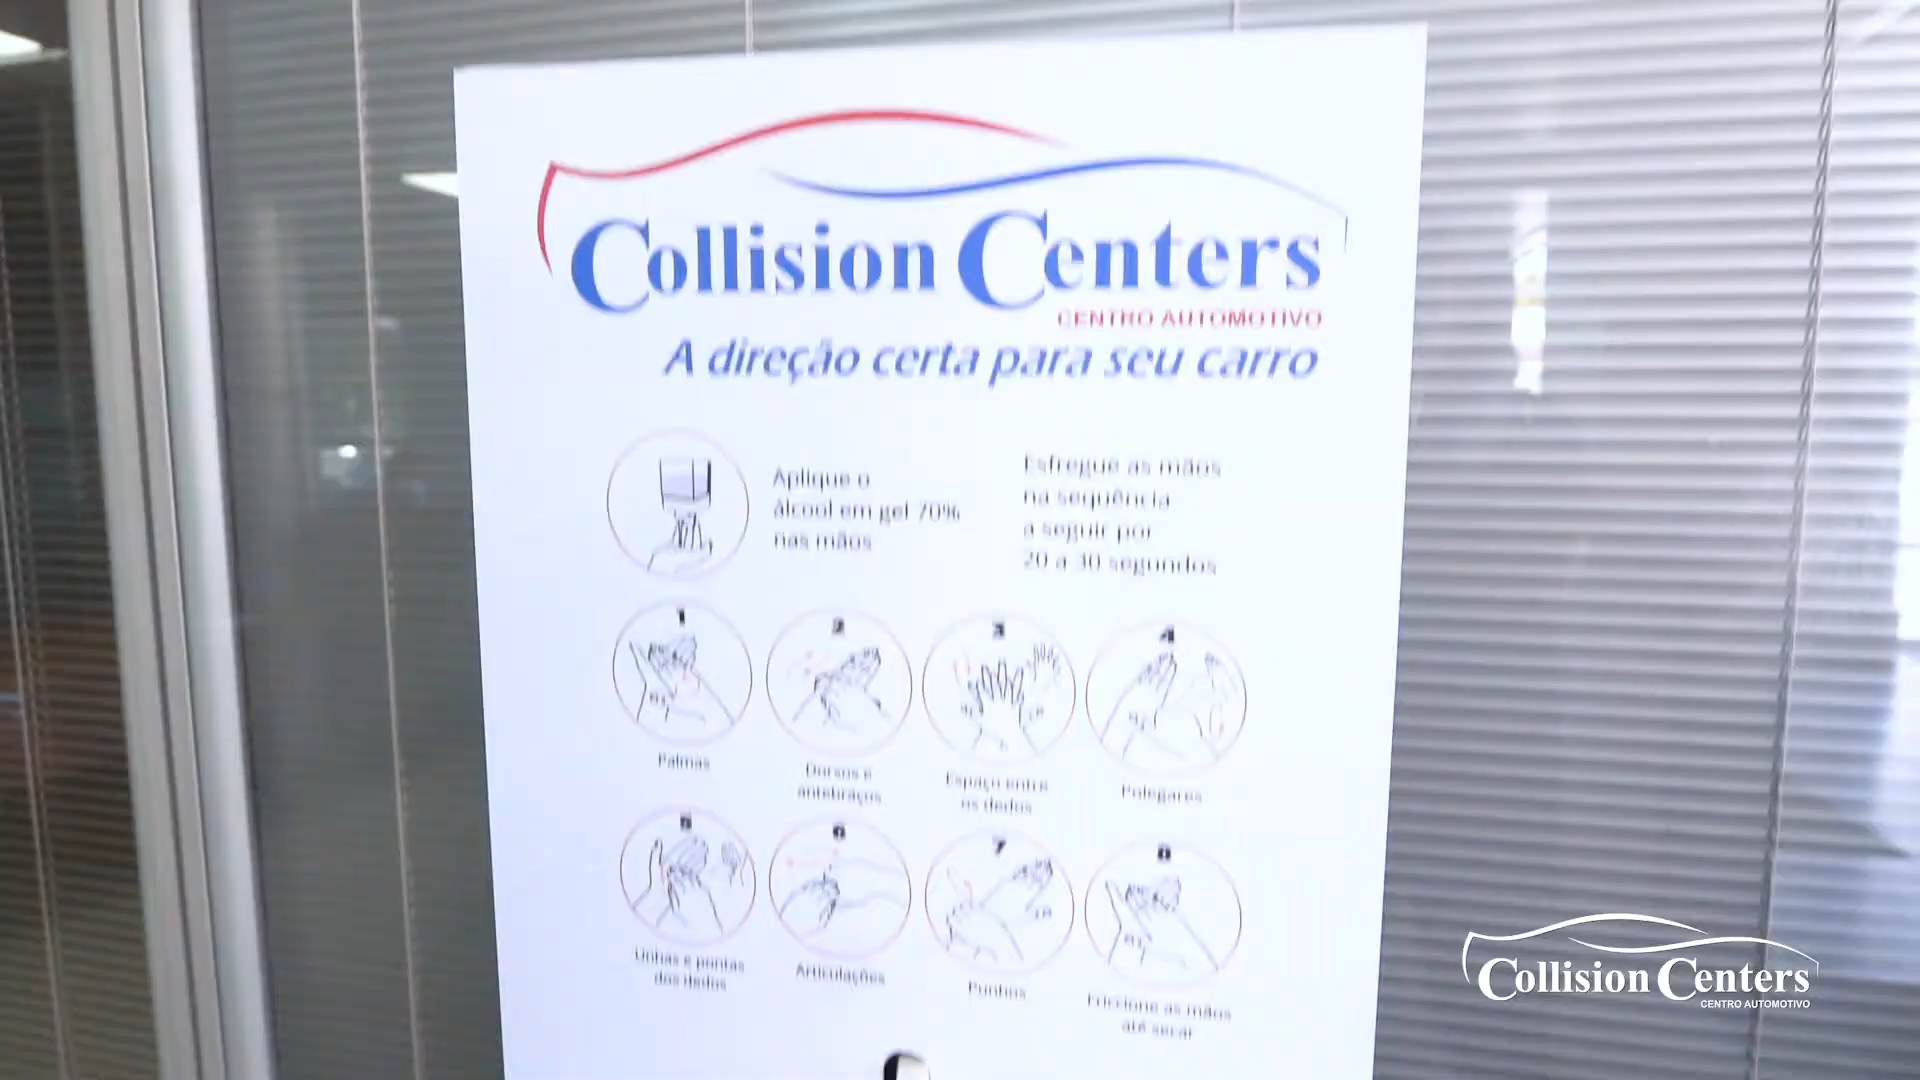 Collision Centers
CENTRO AUTOMOTIVO
A direção certa para seu carro
Aplique o
álcool em gel 70%
nas mãos
Esfregue as mãos
na sequência
a seguir por
20 a 30 segundos
1
2
3
4
Palmas
Dorsos e
antebraços
Espaço entre
os dedos
Polegares
5
6
7
8
Unhas e pontas
dos dedos
Articulações
Punhos
Friccione as mãos
até secar
Collision Centers
CENTRO AUTOMOTIVO